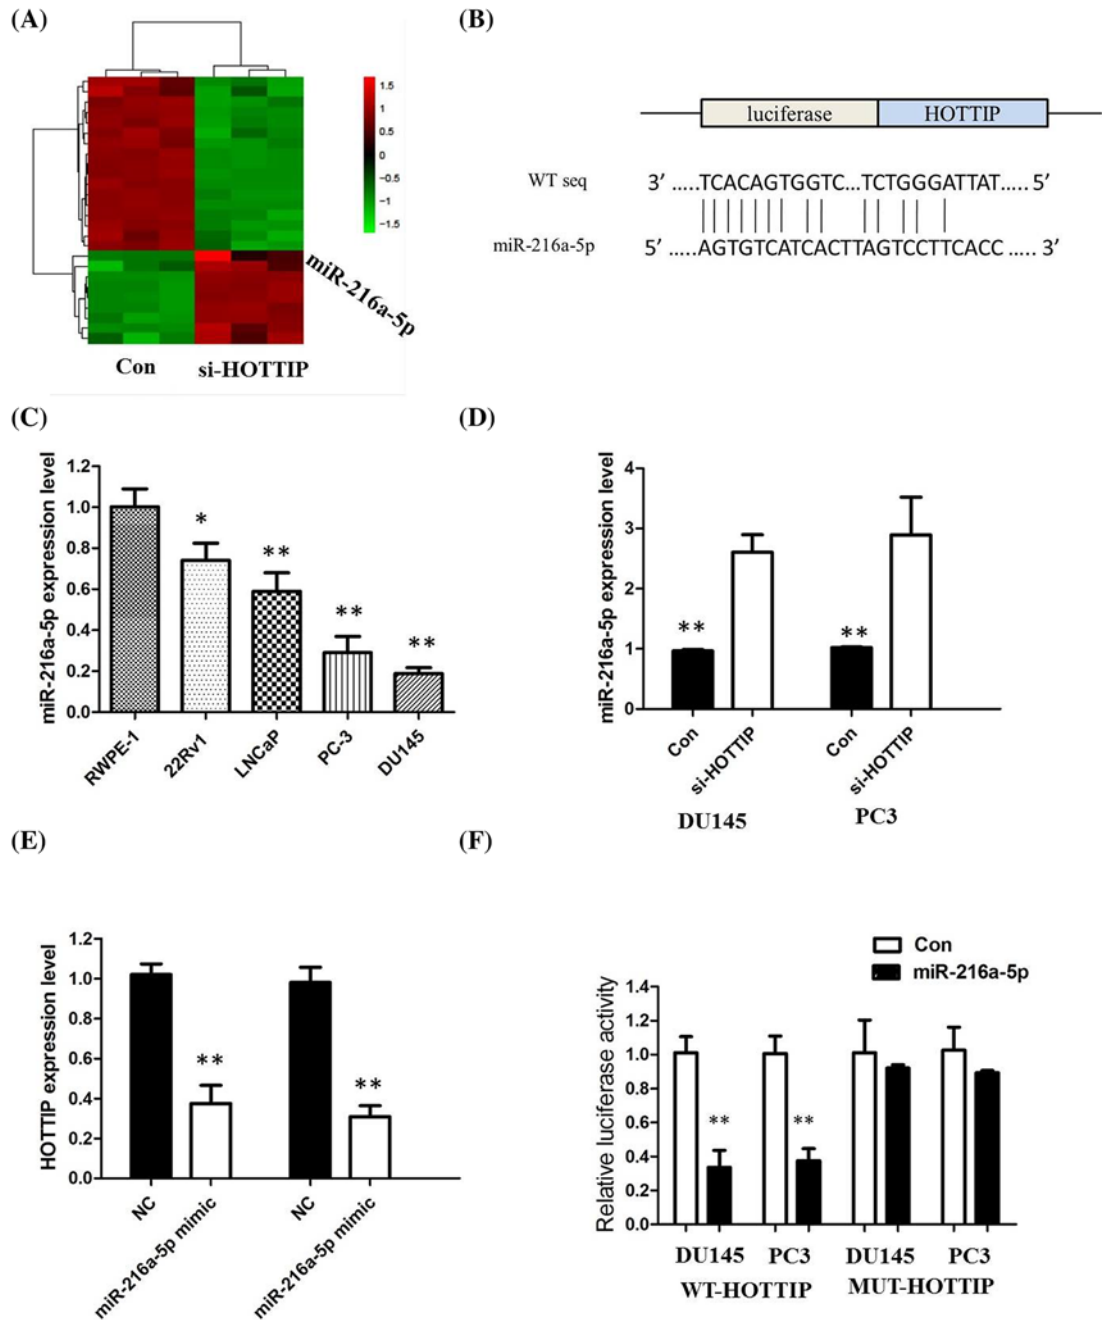 (A)
1.5
1
0.5
0
−0.5
−1
−1.5
miR-216a-5p
Con si-HOTTIP
(B)
luciferase HOTTIP
WT seq 3′ .....TCACAGTGGTC...TCTGGGATTAT..... 5′
miR-216a-5p 5′ .....AGTGTCATCACTTAGTCCTTCACC ..... 3′
(C)
miR-216a-5p expression level
1.2
1.0
0.8
0.6
0.4
0.2
0.0
*
**
**
**
RWPE-1 22Rv1 LNCaP PC-3 DU145
(D)
miR-216a-5p expression level
4
3
2
1
0
** **
Con si-HOTTIP Con si-HOTTIP
DU145 PC3
(E)
HOTTIP expression level
1.2
1.0
0.8
0.6
0.4
0.2
0.0
** **
NC miR-216a-5p mimic NC miR-216a-5p mimic
(F)
Con
miR-216a-5p
Relative luciferase activity
1.4
1.2
1.0
0.8
0.6
0.4
0.2
0.0
** **
DU145 PC3 DU145 PC3
WT-HOTTIP MUT-HOTTIP